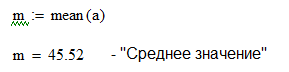 m := mean(a)
m = 45.52 - "Среднее значение"